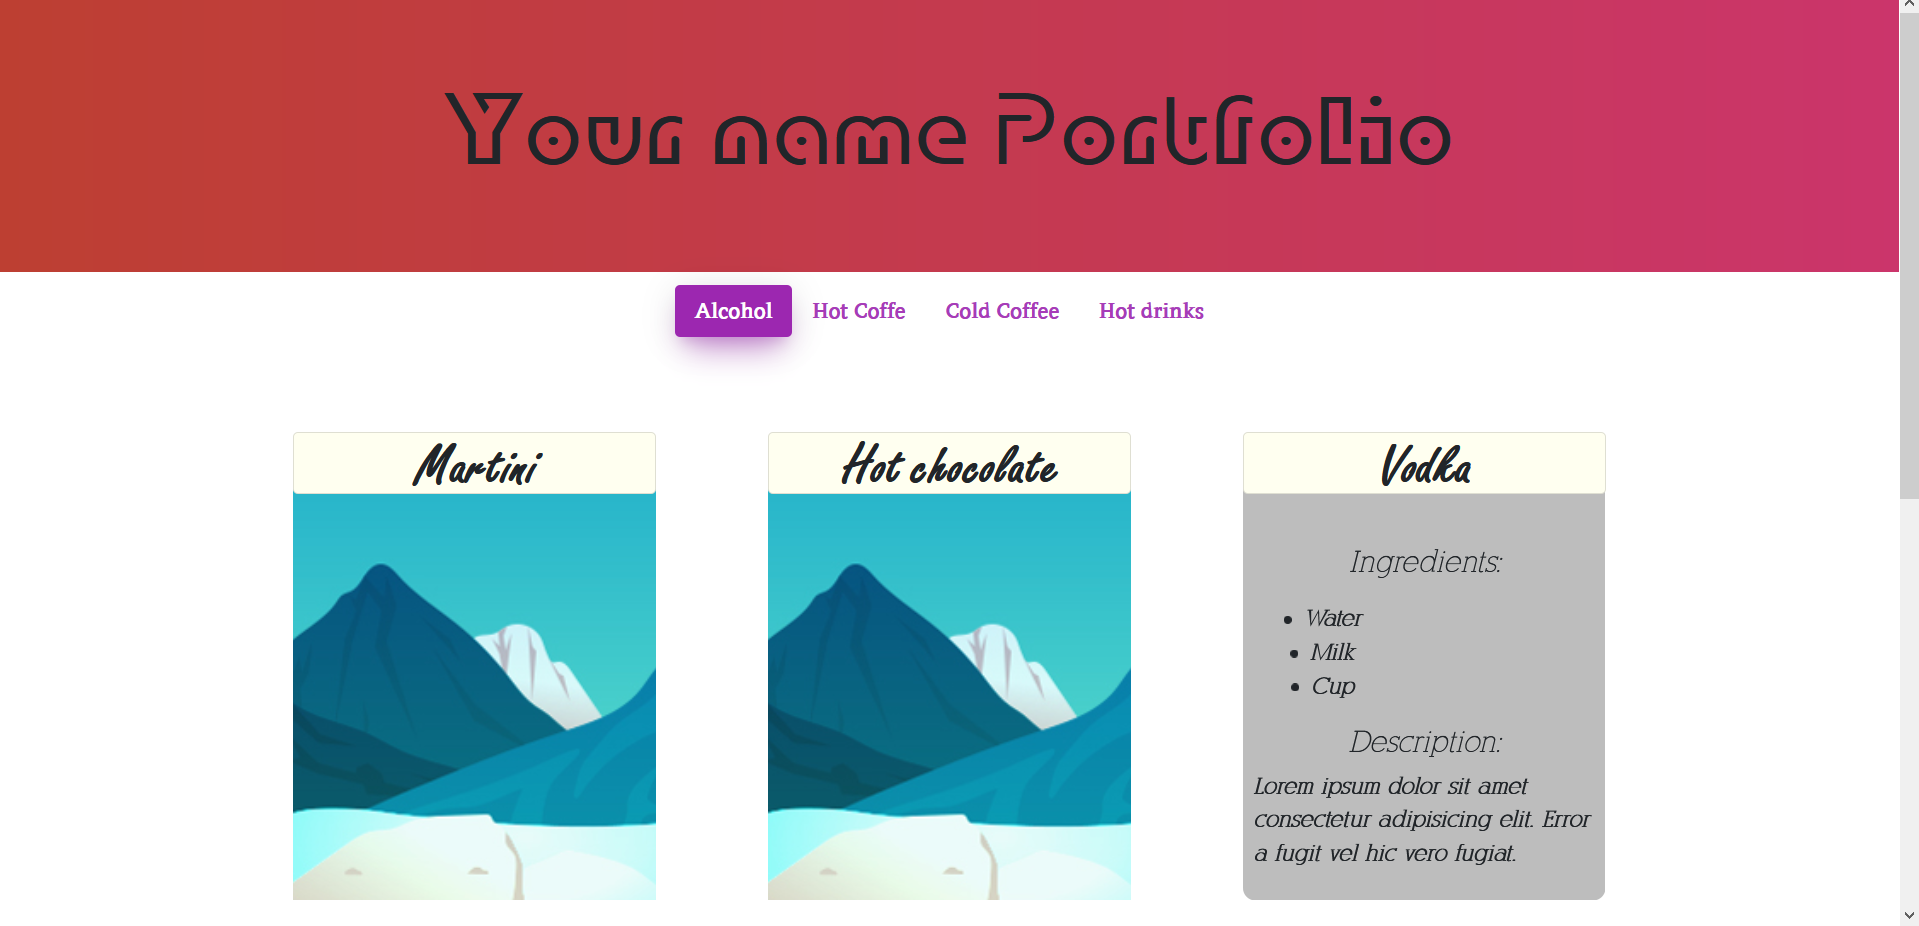 Your name Portfolio
Alcohol Hot Coffe Cold Coffee Hot drinks
Martini
Hot chocolate
Vodka
Ingredients:
Water
Milk
Cup
Description:
Lorem ipsum dolor sit amet
consectetur adipisicing elit. Error
a fugit vel hic vero fugiat.